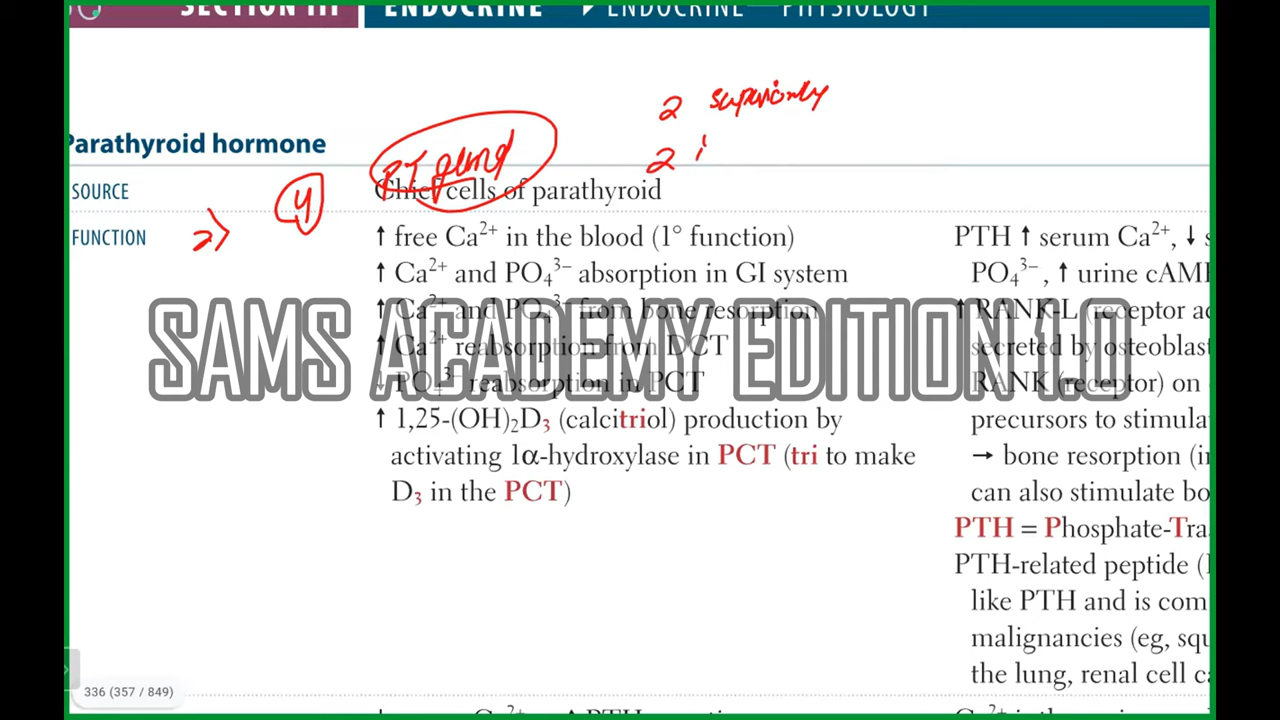 SECTION III
ENDOCRINE
▶ ENDOCRINE—PHYSIOLOGY
2 superiorly
2 i
PT gland
4
2>
Parathyroid hormone
SOURCE
Chief cells of parathyroid
FUNCTION
↑ free Ca²⁺ in the blood (1° function)
↑ Ca²⁺ and PO₄³⁻ absorption in GI system
↑ Ca²⁺ and PO₄³⁻ from bone resorption
↑ Ca²⁺ reabsorption from DCT
↓ PO₄³⁻ reabsorption in PCT
↑ 1,25-(OH)₂D₃ (calcitriol) production by
activating 1α-hydroxylase in PCT (tri to make
D₃ in the PCT)
PTH ↑ serum Ca²⁺, ↓ s
PO₄³⁻, ↑ urine cAM
↑ RANK-L (receptor ac
secreted by osteoblast
RANK (receptor) on
precursors to stimula
→ bone resorption (i
can also stimulate bo
PTH = Phosphate-Tra
PTH-related peptide (
like PTH and is com
malignancies (eg, squ
the lung, renal cell c
SAMS ACADEMY EDITION 1.0
336 (357 / 849)